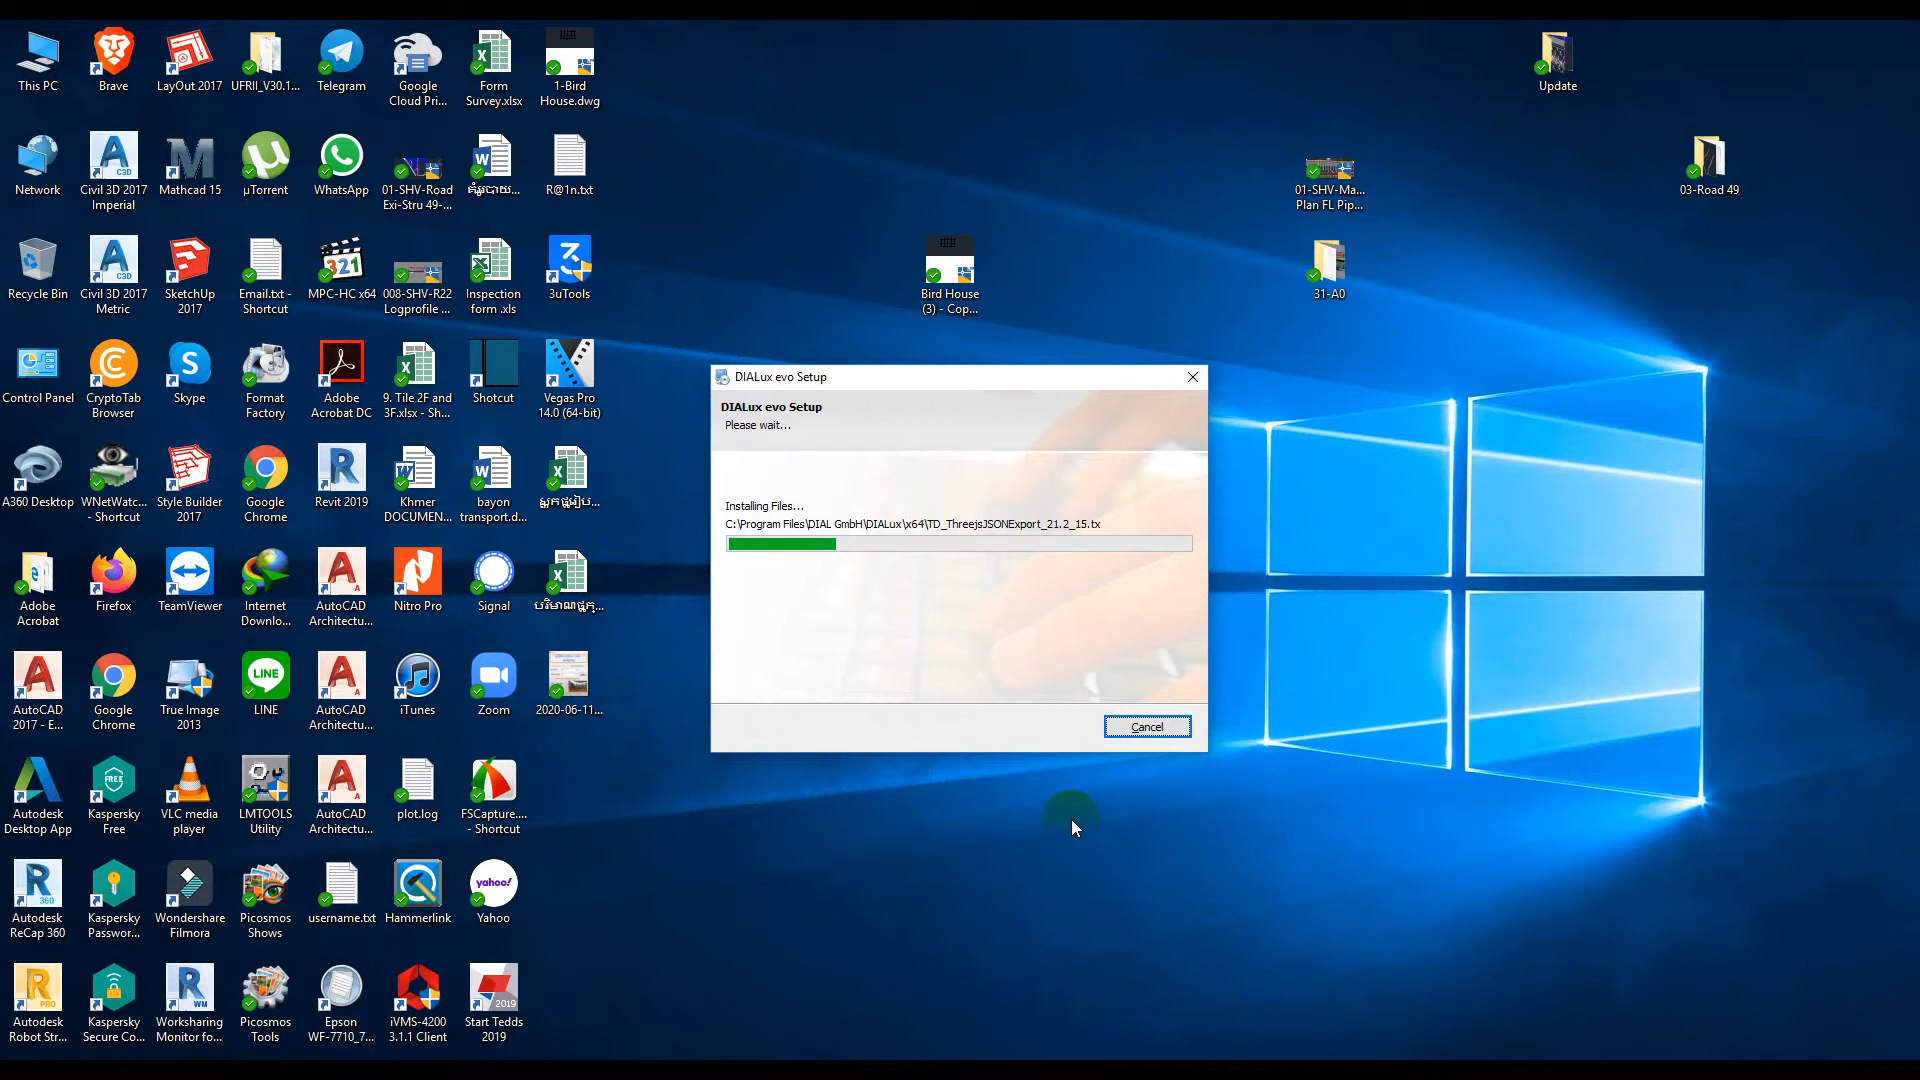 This PC
Brave
LayOut 2017
UFRII_V30.1...
Telegram
Google
Cloud Pri...
Form
Survey.xlsx
1-Bird
House.dwg
Update
Network
Civil 3D 2017
Imperial
Mathcad 15
µTorrent
WhatsApp
01-SHV-Road
Exi-Stru 49-...
R@1n.txt
01-SHV-Ma...
Plan FL Pip...
03-Road 49
Recycle Bin
Civil 3D 2017
Metric
SketchUp
2017
Email.txt -
Shortcut
MPC-HC x64
008-SHV-R22
Logprofile ...
Inspection
form .xls
3uTools
Bird House
(3) - Cop...
31-A0
Control Panel
CryptoTab
Browser
Skype
Format
Factory
Adobe
Acrobat DC
9. Tile 2F and
3F.xlsx - Sh...
Shotcut
Vegas Pro
14.0 (64-bit)
DIALux evo Setup
DIALux evo Setup
Please wait...
Installing Files...
C:\Program Files\DIAL GmbH\DIALux\x64\TD_ThreejsJSONExport_21.2_15.tx
Cancel
A360 Desktop
WNetWatc...
- Shortcut
Style Builder
2017
Google
Chrome
Revit 2019
Khmer
DOCUMEN...
bayon
transport.d...
Adobe
Acrobat
Firefox
TeamViewer
Internet
Downlo...
AutoCAD
Architectu...
Nitro Pro
Signal
AutoCAD
2017 - E...
Google
Chrome
True Image
2013
LINE
LINE
AutoCAD
Architectu...
iTunes
Zoom
2020-06-11...
Autodesk
Desktop App
FREE
Kaspersky
Free
VLC media
player
LMTOOLS
Utility
AutoCAD
Architectu...
plot.log
FSCapture....
- Shortcut
Autodesk
ReCap 360
Kaspersky
Passwor...
Wondershare
Filmora
Picosmos
Shows
username.txt
Hammerlink
yahoo!
Yahoo
Autodesk
Robot Str...
Kaspersky
Secure Co...
Worksharing
Monitor fo...
Picosmos
Tools
Epson
WF-7710_7...
iVMS-4200
3.1.1 Client
2019
Start Tedds
2019